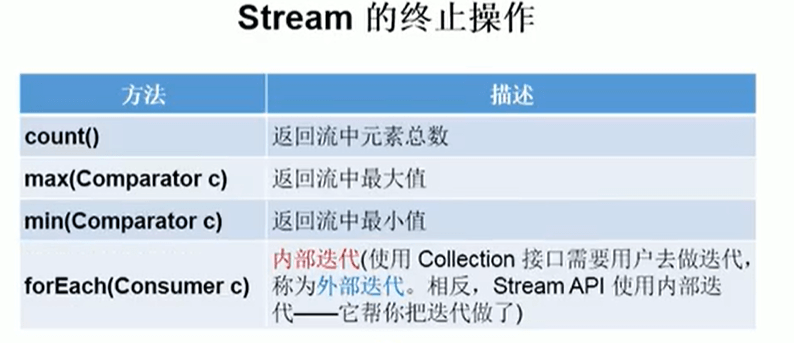 Stream 的终止操作
方法 描述
count() 返回流中元素总数
max(Comparator c) 返回流中最大值
min(Comparator c) 返回流中最小值
forEach(Consumer c) 内部迭代(使用 Collection 接口需要用户去做迭代，
称为外部迭代。相反，Stream API 使用内部迭
代——它帮你把迭代做了)